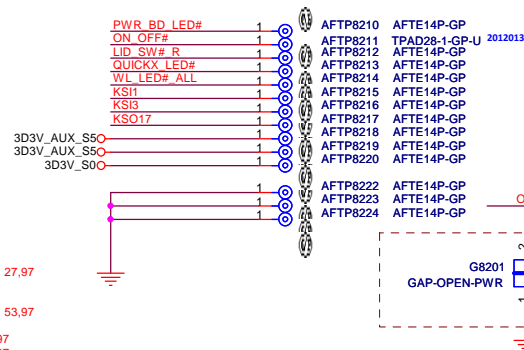 PWR_BD_LED# 1 AFTP8210 AFTE14P-GP
ON_OFF# 1 AFTP8211 TPAD28-1-GP-U 2012013
LID_SW#_R 1 AFTP8212 AFTE14P-GP
QUICKX_LED# 1 AFTP8213 AFTE14P-GP
WL_LED#_ALL 1 AFTP8214 AFTE14P-GP
KSI1 1 AFTP8215 AFTE14P-GP
KSI3 1 AFTP8216 AFTE14P-GP
KSO17 1 AFTP8217 AFTE14P-GP
3D3V_AUX_S5 1 AFTP8218 AFTE14P-GP
3D3V_AUX_S5 1 AFTP8219 AFTE14P-GP
3D3V_S0 1 AFTP8220 AFTE14P-GP
1 AFTP8222 AFTE14P-GP
1 AFTP8223 AFTE14P-GP
1 AFTP8224 AFTE14P-GP
27,97
G8201
GAP-OPEN-PWR
2
1
53,97
97